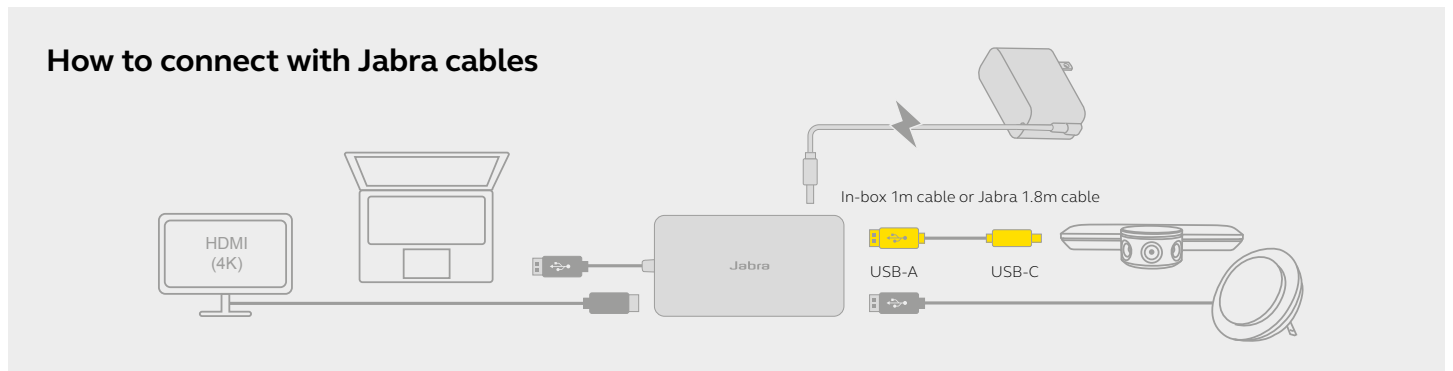 How to connect with Jabra cables
In-box 1m cable or Jabra 1.8m cable
HDMI
(4K)
Jabra
USB-A
USB-C